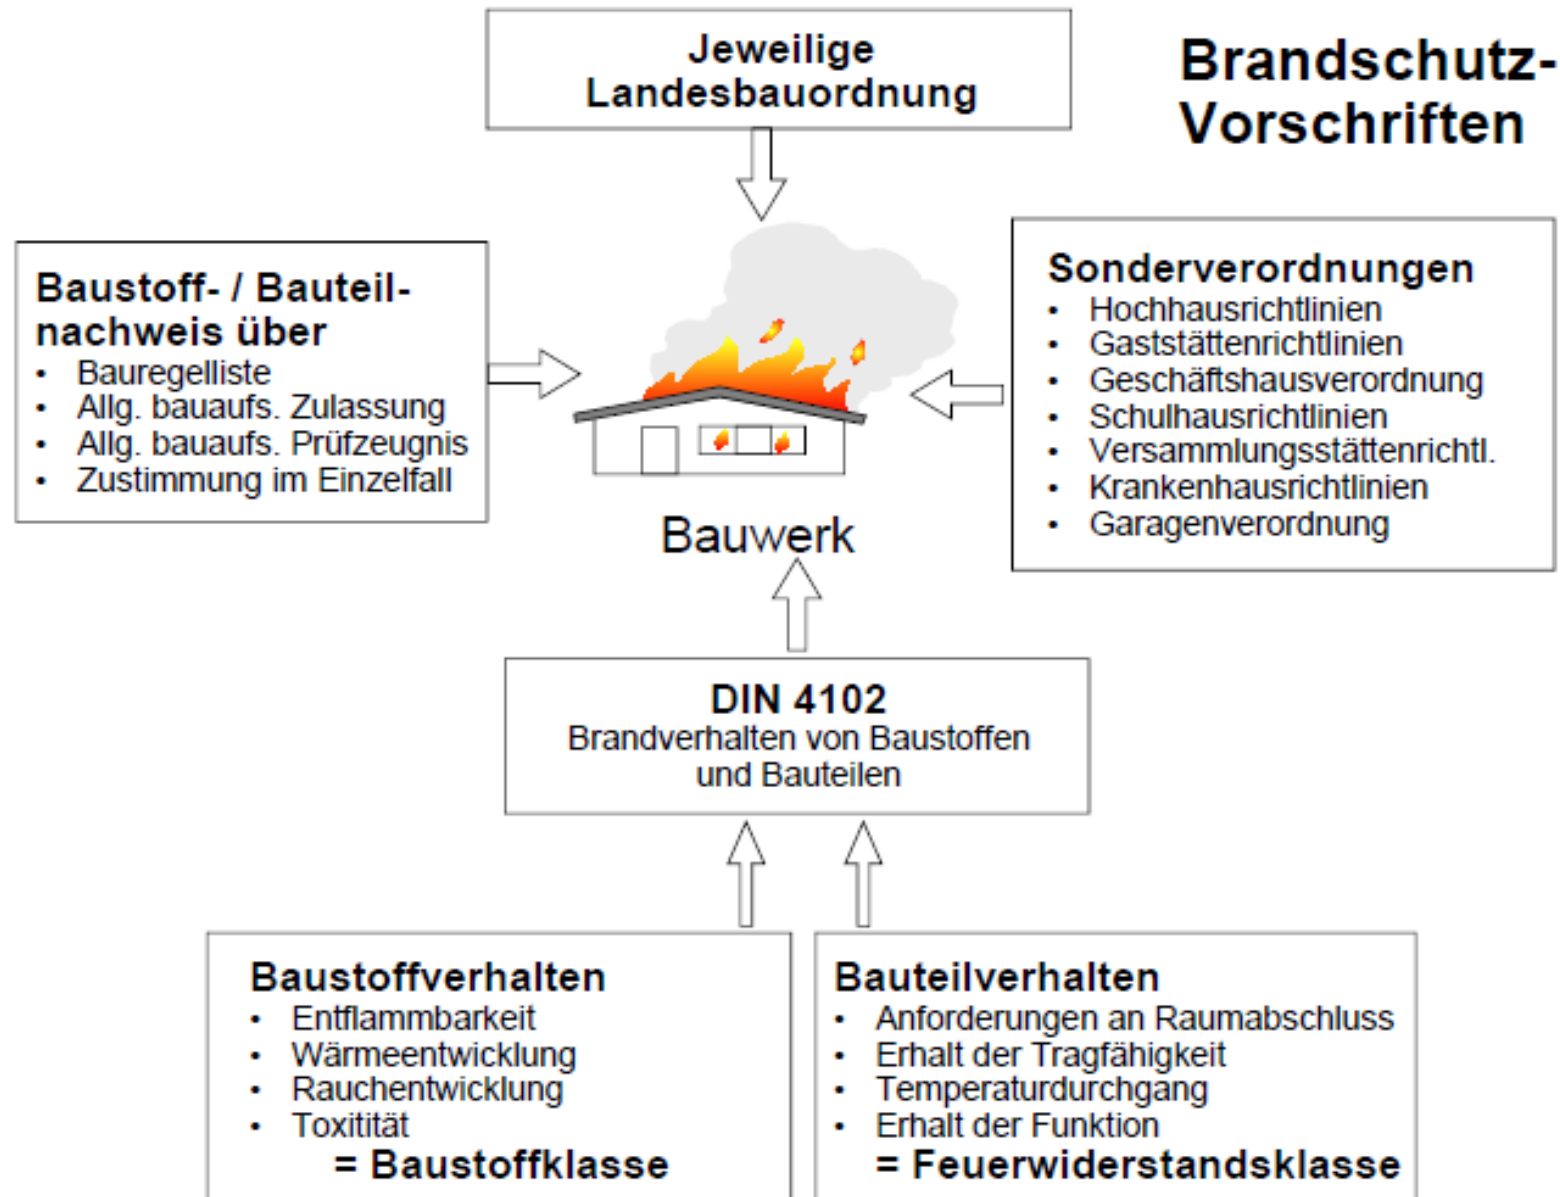 Jeweilige
Landesbauordnung
Brandschutz-
Vorschriften
Baustoff- / Bauteil-
nachweis über
• Bauregelliste
• Allg. bauaufs. Zulassung
• Allg. bauaufs. Prüfzeugnis
• Zustimmung im Einzelfall
Sonderverordnungen
• Hochhausrichtlinien
• Gaststättenrichtlinien
• Geschäftshausverordnung
• Schulhausrichtlinien
• Versammlungsstättenrichtl.
• Krankenhausrichtlinien
• Garagenverordnung
Bauwerk
DIN 4102
Brandverhalten von Baustoffen
und Bauteilen
Baustoffverhalten
• Entflammbarkeit
• Wärmeentwicklung
• Rauchentwicklung
• Toxitität
= Baustoffklasse
Bauteilverhalten
• Anforderungen an Raumabschluss
• Erhalt der Tragfähigkeit
• Temperaturdurchgang
• Erhalt der Funktion
= Feuerwiderstandsklasse